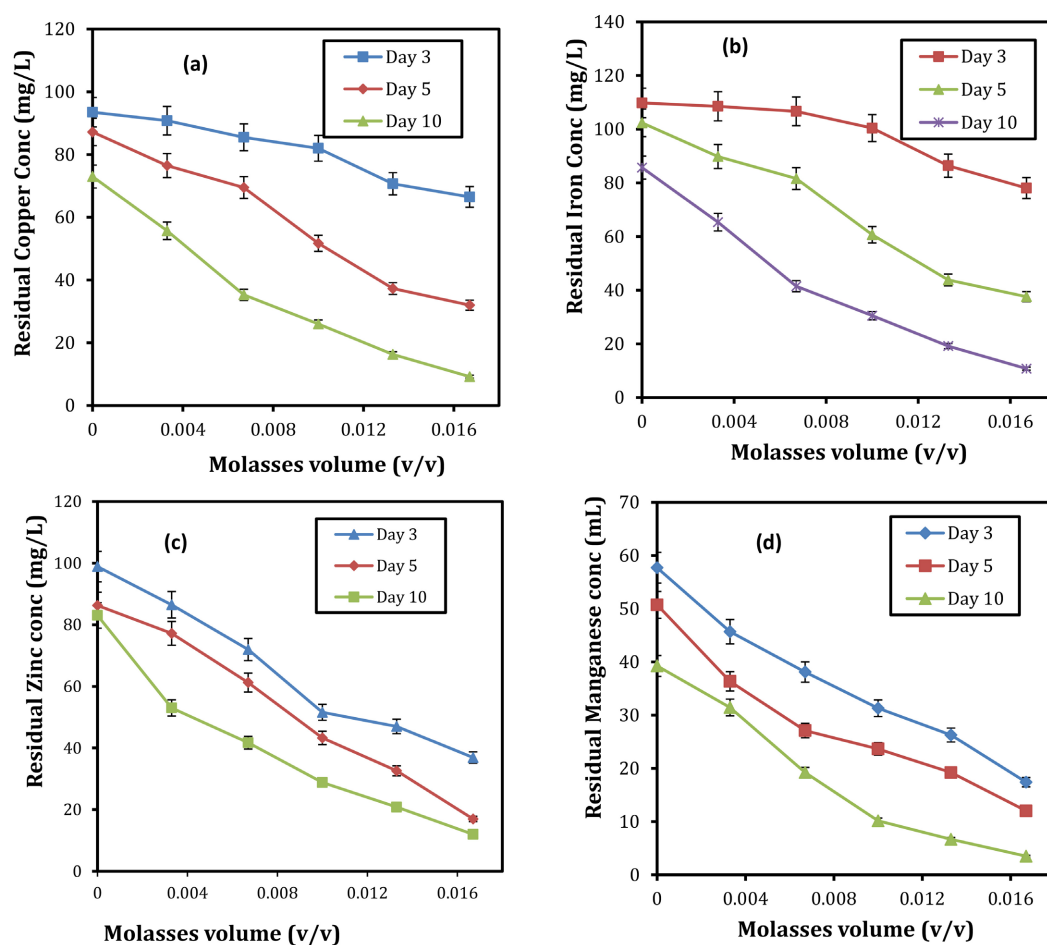 (a)
Day 3
Day 5
Day 10
Residual Copper Conc (mg/L)
120
100
80
60
40
20
0
0 0.004 0.008 0.012 0.016
Molasses volume (v/v)
(b)
Day 3
Day 5
Day 10
Residual Iron Conc (mg/L)
140
120
100
80
60
40
20
0
0 0.004 0.008 0.012 0.016
Molasses volume (v/v)
(c)
Day 3
Day 5
Day 10
Residual Zinc conc (mg/L)
120
100
80
60
40
20
0
0 0.004 0.008 0.012 0.016
Molasses volume (v/v)
(d)
Day 3
Day 5
Day 10
Residual Manganese conc (mL)
70
60
50
40
30
20
10
0
0 0.004 0.008 0.012 0.016
Molasses volume (v/v)